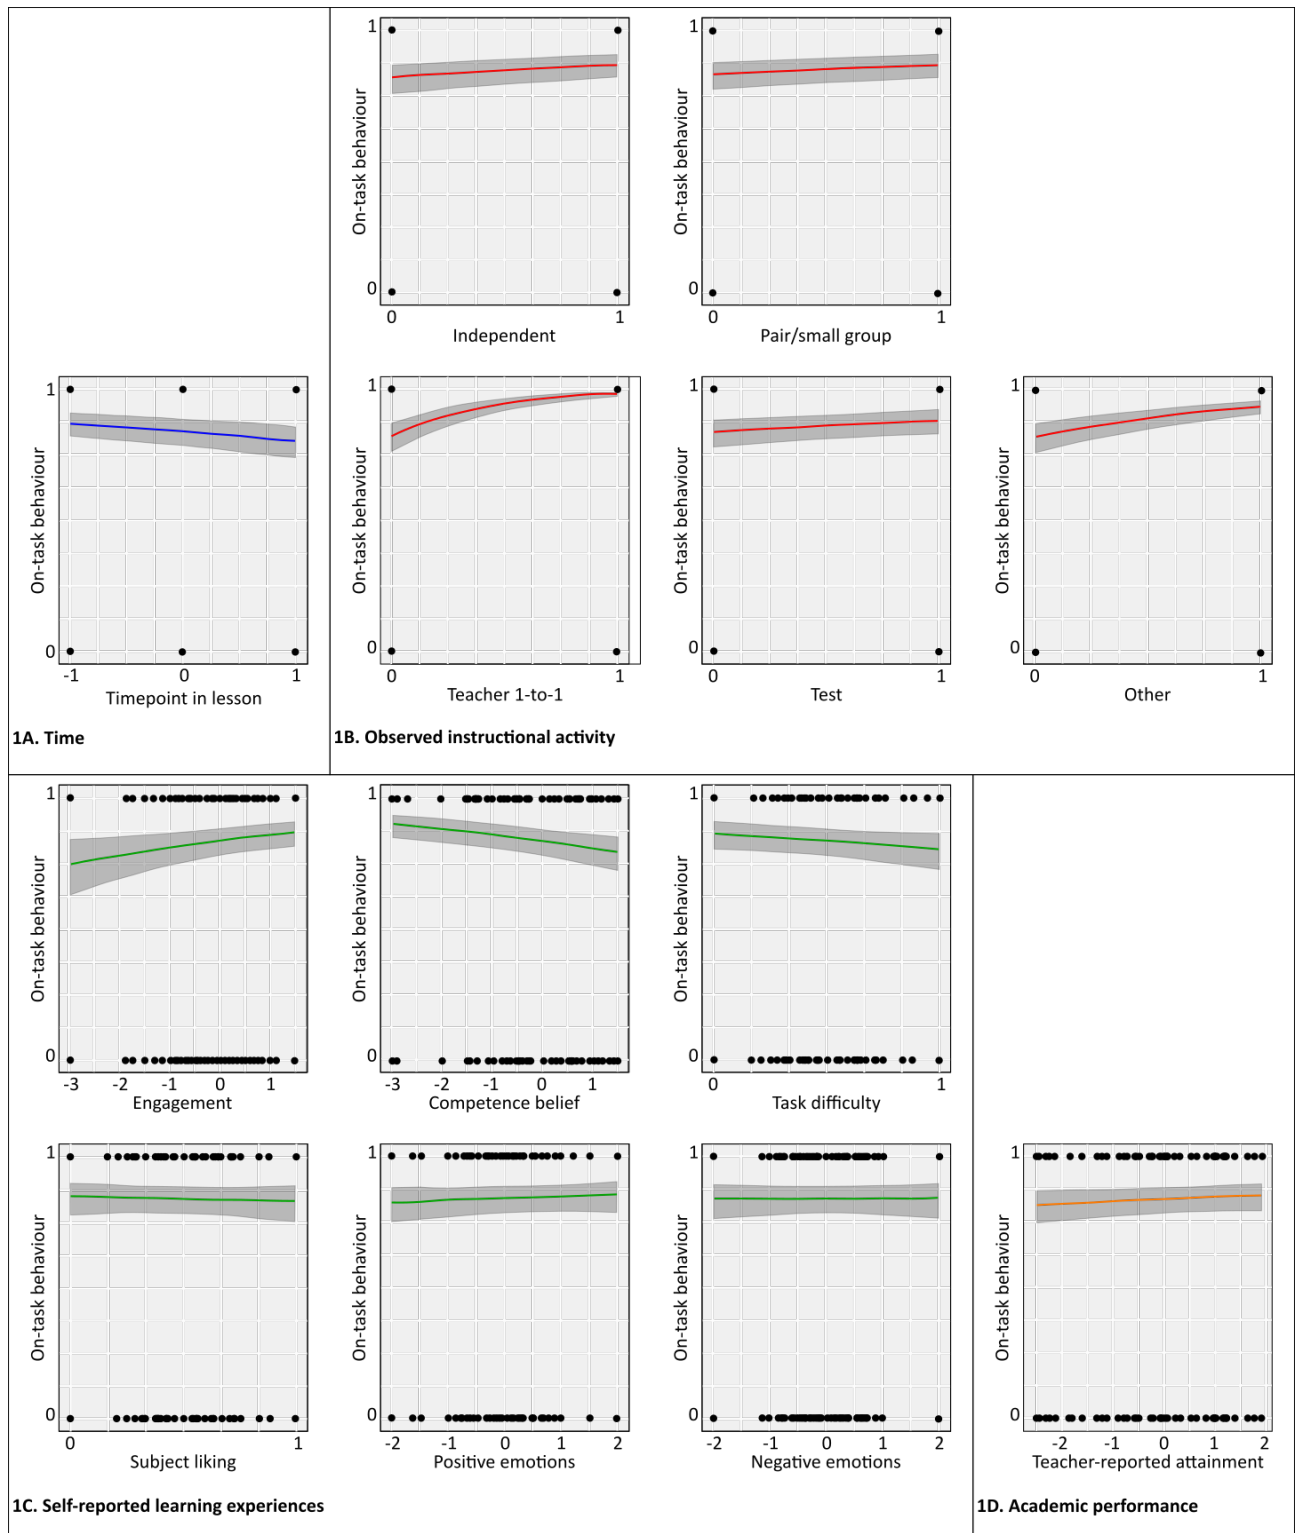 1
On-task behaviour
0
0 1
Independent
1
On-task behaviour
0
0 1
Pair/small group
1
On-task behaviour
0
-1 0 1
Timepoint in lesson
1A. Time
1
On-task behaviour
0
0 1
Teacher 1-to-1
1
On-task behaviour
0
0 1
Test
1
On-task behaviour
0
0 1
Other
1B. Observed instructional activity
1
On-task behaviour
0
-3 -2 -1 0 1
Engagement
1
On-task behaviour
0
-3 -2 -1 0 1
Competence belief
1
On-task behaviour
0
0 1
Task difficulty
1
On-task behaviour
0
0 1
Subject liking
1
On-task behaviour
0
-2 -1 0 1 2
Positive emotions
1
On-task behaviour
0
-2 -1 0 1 2
Negative emotions
1C. Self-reported learning experiences
1
On-task behaviour
0
-2 -1 0 1 2
Teacher-reported attainment
1D. Academic performance